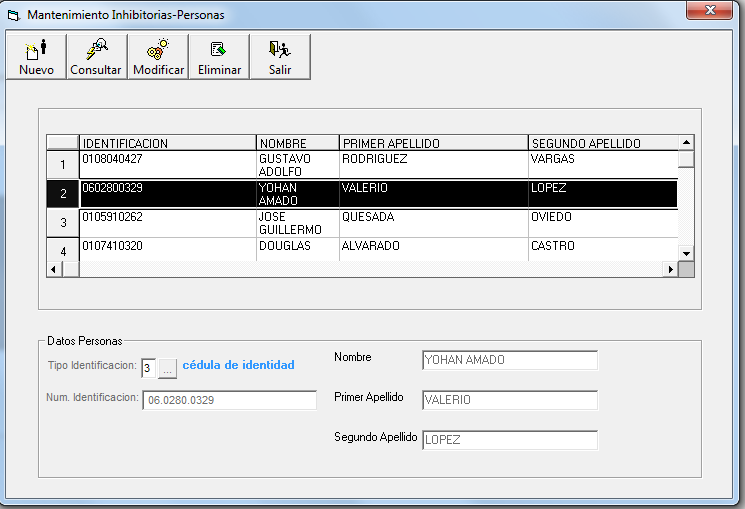 Mantenimiento Inhibitorias-Personas
Nuevo Consultar Modificar Eliminar Salir
IDENTIFICACION NOMBRE PRIMER APELLIDO SEGUNDO APELLIDO
1 0108040427 GUSTAVO RODRIGUEZ VARGAS
ADOLFO
2 0602800329 YOHAN VALERIO LOPEZ
AMADO
3 0105910262 JOSE QUESADA OVIEDO
GUILLERMO
4 0107410320 DOUGLAS ALVARADO CASTRO
Datos Personas
Tipo Identificacion: 3 ... cédula de identidad
Nombre YOHAN AMADO
Num. Identificacion: 06.0280.0329
Primer Apellido VALERIO
Segundo Apellido LOPEZ